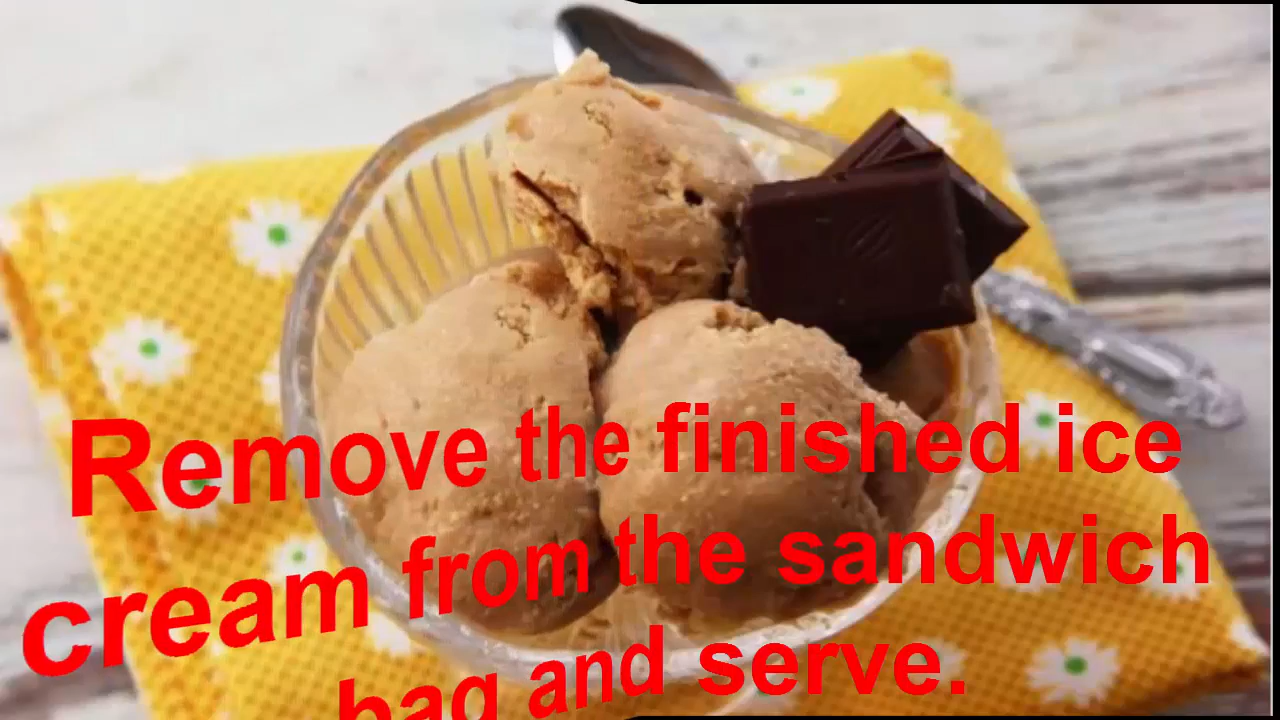 Remove the finished ice
cream from the sandwich
bag and serve.